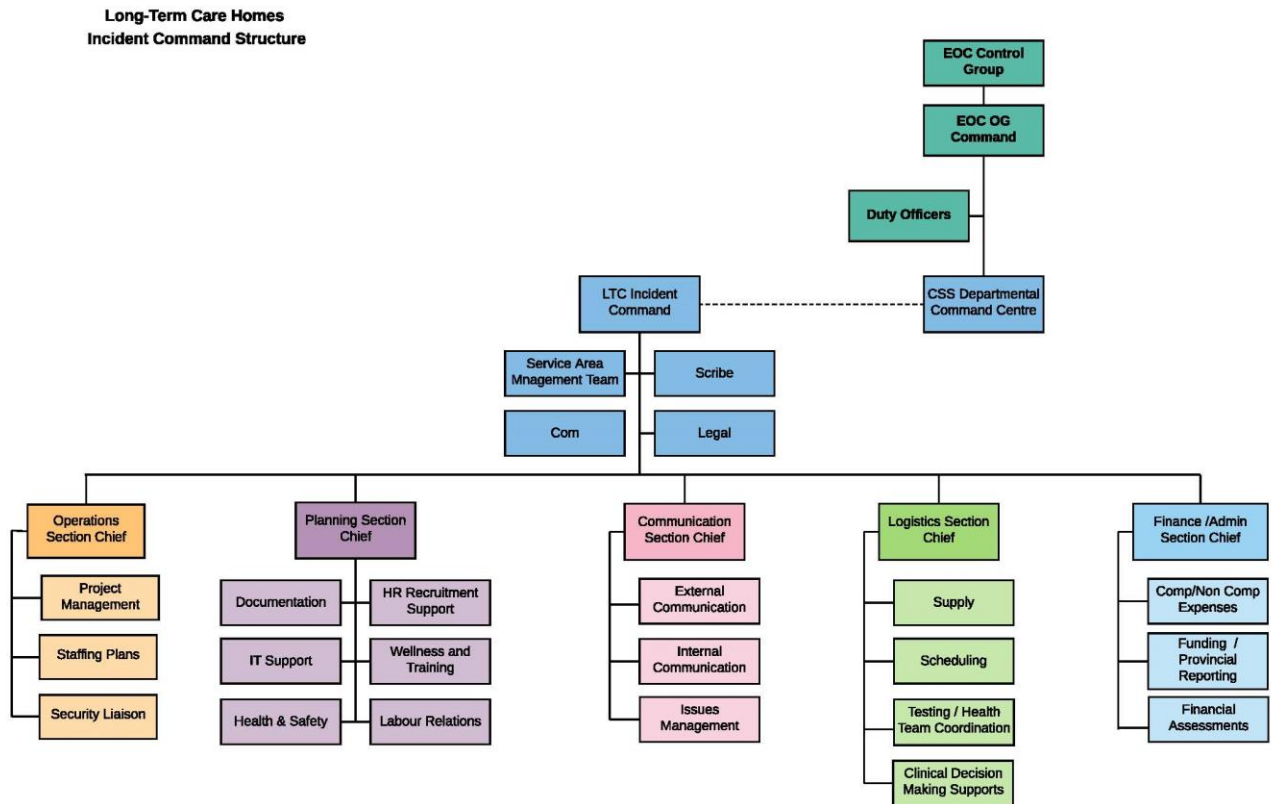 Long-Term Care Homes
Incident Command Structure
EOC Control
Group
EOC OG
Command
Duty Officers
LTC Incident
Command
CSS Departmental
Command Centre
Service Area
Mnagement Team
Scribe
Com
Legal
Operations
Section Chief
Planning Section
Chief
Communication
Section Chief
Logistics Section
Chief
Finance /Admin
Section Chief
Project
Management
Staffing Plans
Security Liaison
Documentation
HR Recruitment
Support
IT Support
Wellness and
Training
Health & Safety
Labour Relations
External
Communication
Internal
Communication
Issues
Management
Supply
Scheduling
Testing / Health
Team Coordination
Clinical Decision
Making Supports
Comp/Non Comp
Expenses
Funding /
Provincial
Reporting
Financial
Assessments